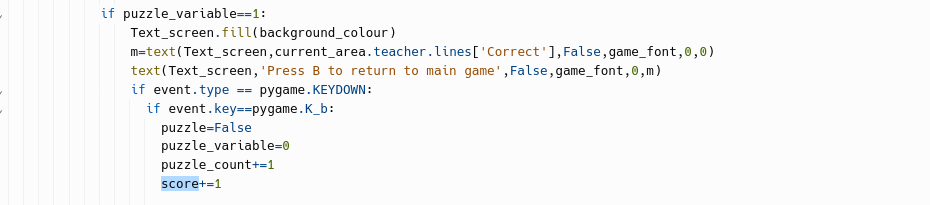 if puzzle_variable==1:
Text_screen.fill(background_colour)
m=text(Text_screen,current_area.teacher.lines['Correct'],False,game_font,0,0)
text(Text_screen,'Press B to return to main game',False,game_font,0,m)
if event.type == pygame.KEYDOWN:
if event.key==pygame.K_b:
puzzle=False
puzzle_variable=0
puzzle_count+=1
score+=1